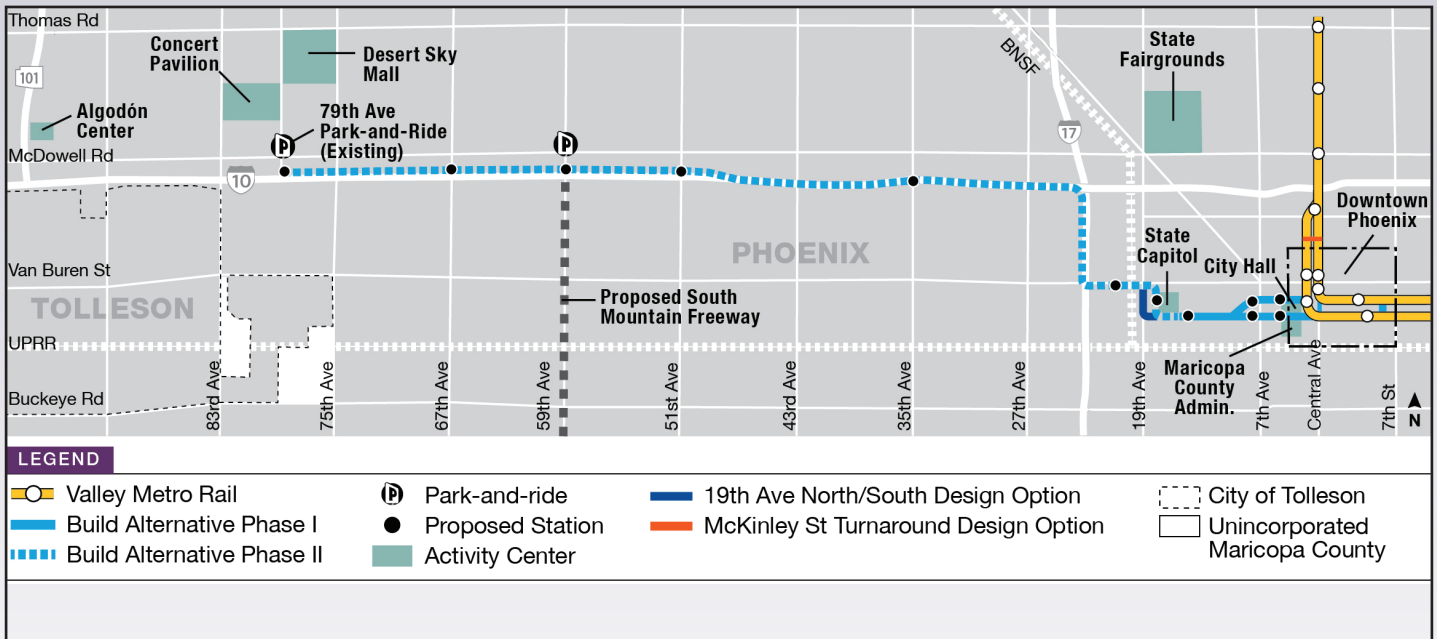 Thomas Rd
Concert
Pavilion
Desert Sky
Mall
BNSF
State
Fairgrounds
101
Algodón
Center
79th Ave
Park-and-Ride
(Existing)
P
P
17
McDowell Rd
10
Downtown
Phoenix
State
Capitol
City Hall
PHOENIX
Van Buren St
TOLLESON
Proposed South
Mountain Freeway
UPRR
Maricopa
County
Admin.
Buckeye Rd
83rd Ave
75th Ave
67th Ave
59th Ave
51st Ave
43rd Ave
35th Ave
27th Ave
19th Ave
7th Ave
Central Ave
7th St
N
LEGEND
Valley Metro Rail
Build Alternative Phase I
Build Alternative Phase II
P
Park-and-ride
Proposed Station
Activity Center
19th Ave North/South Design Option
McKinley St Turnaround Design Option
City of Tolleson
Unincorporated
Maricopa County